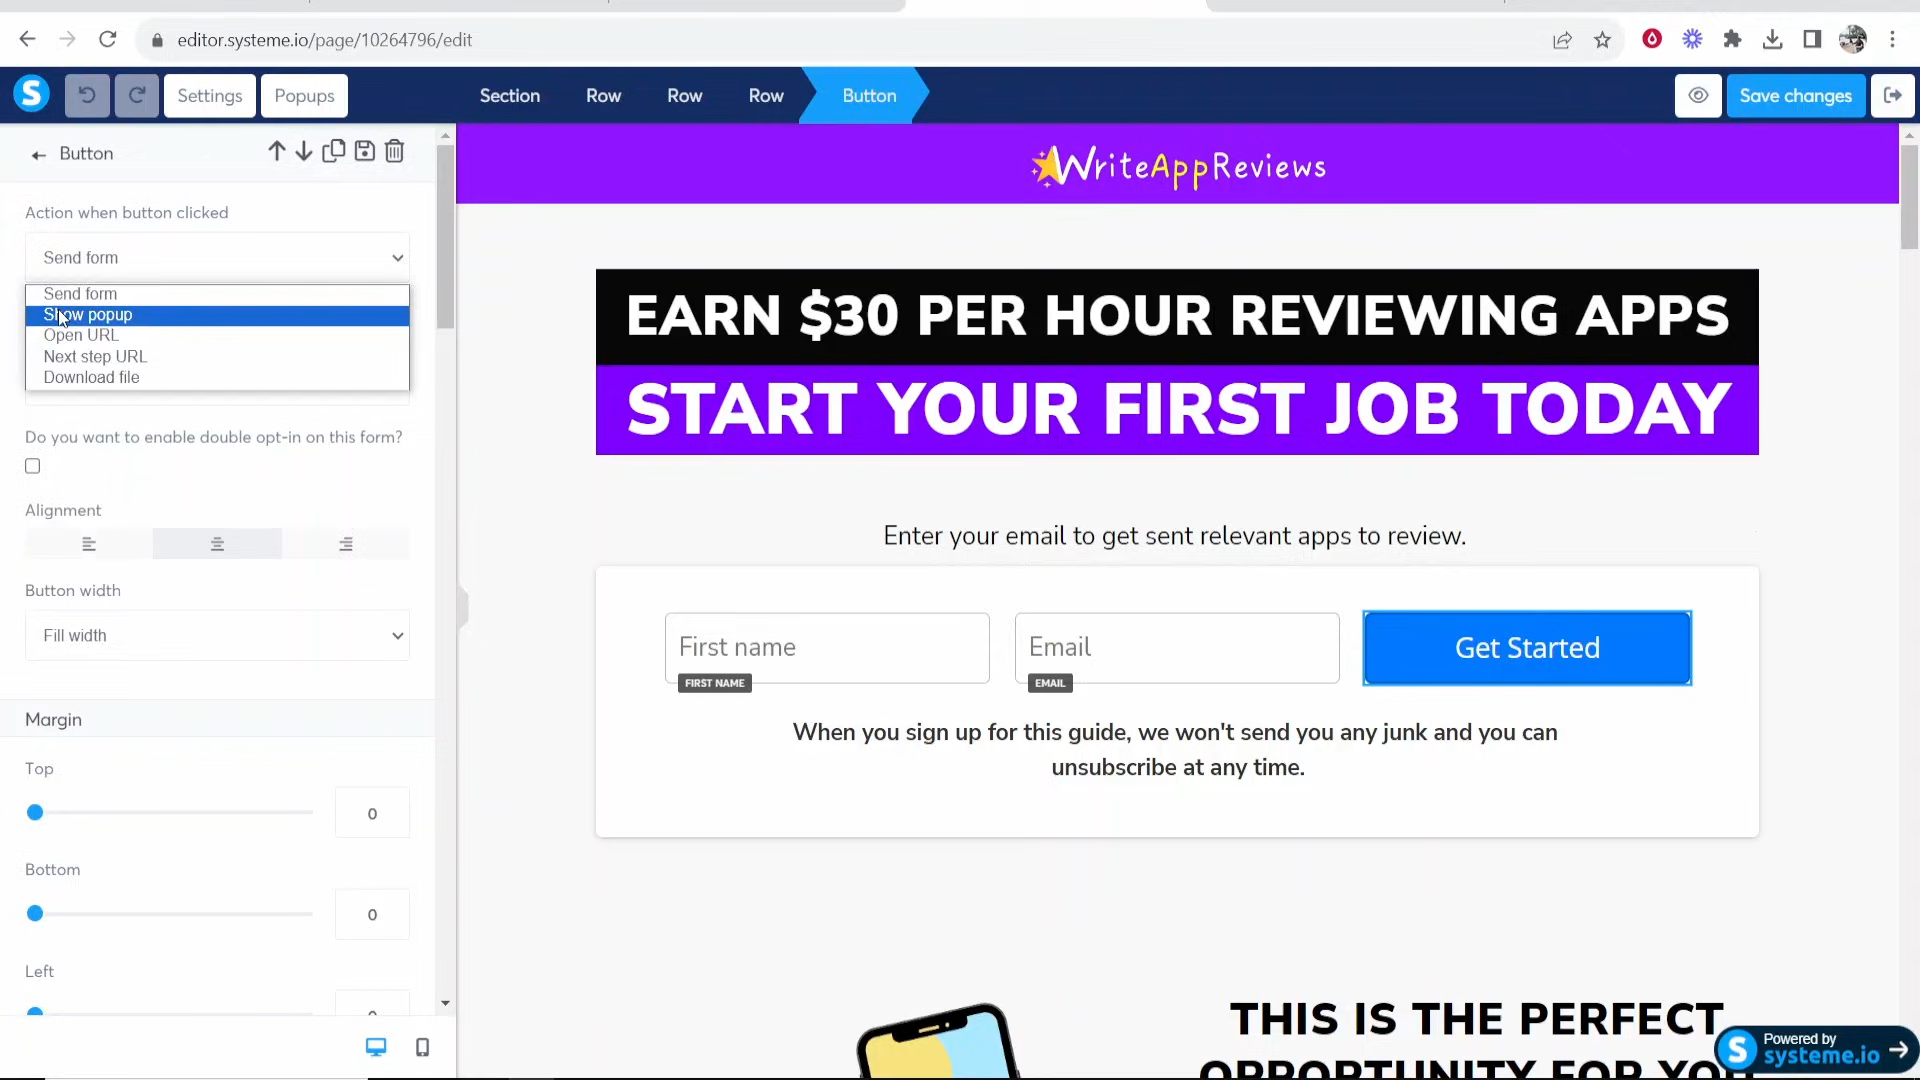 editor.systeme.io/page/10264796/edit
S
Settings
Popups
Section
Row
Row
Row
Button
Save changes
Button
Action when button clicked
Send form
Send form
Show popup
Open URL
Next step URL
Download file
Do you want to enable double opt-in on this form?
Alignment
Button width
Fill width
Margin
Top
0
Bottom
0
Left
WriteAppReviews
EARN $30 PER HOUR REVIEWING APPS
START YOUR FIRST JOB TODAY
Enter your email to get sent relevant apps to review.
First name
FIRST NAME
Email
EMAIL
Get Started
When you sign up for this guide, we won't send you any junk and you can
unsubscribe at any time.
THIS IS THE PERFECT
OPPORTUNITY FOR YOU
S
Powered by
systeme.io